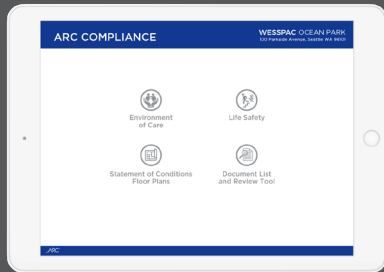 ARC COMPLIANCE
WESSPAC OCEAN PARK
100 Parkside Avenue, Seattle WA 98101
Environment
of Care
Life Safety
Statement of Conditions
Floor Plans
Document List
and Review Tool
ARC